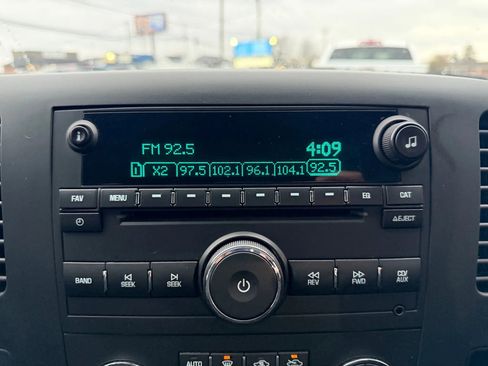 FM 92.5 4:09
1 X2 97.5 102.1 96.1 104.1 92.5
FAV MENU EQ CAT
EJECT
BAND SEEK SEEK REV FWD CD/AUX
AUTO